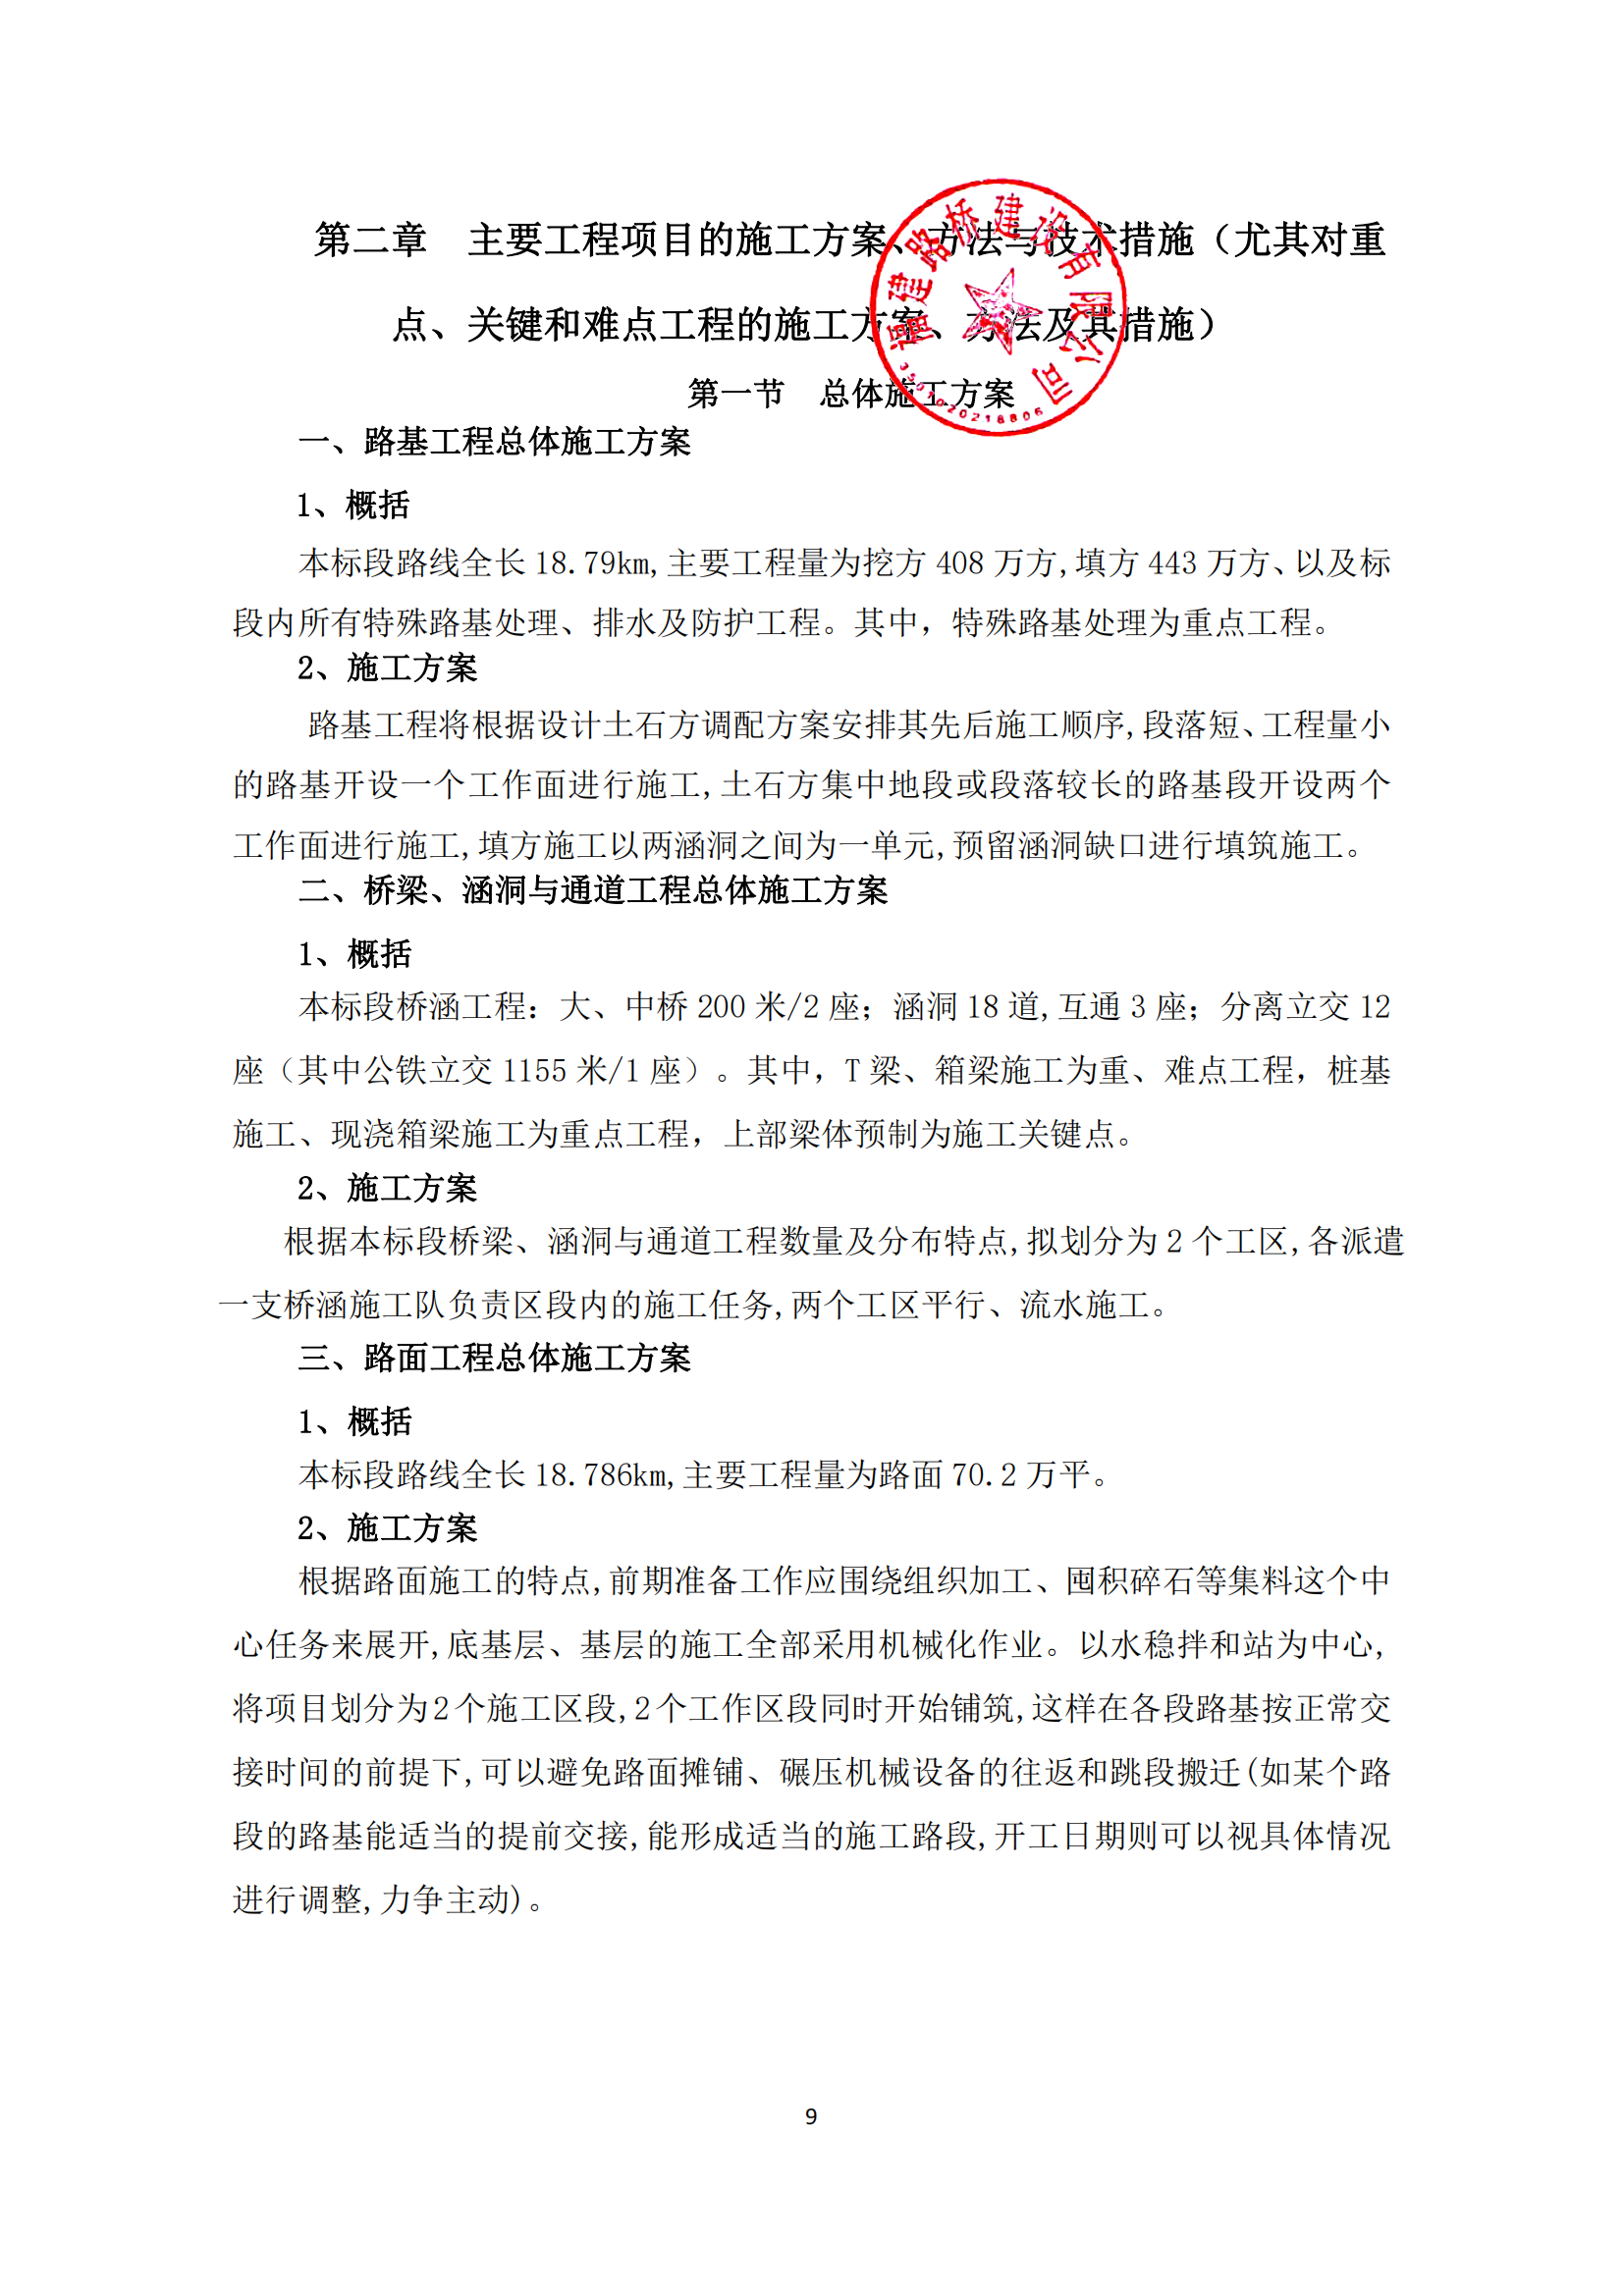 第二章　主要工程项目的施工方案、方法与技术措施（尤其对重
点、关键和难点工程的施工方案、方法及其措施）
福建路桥建设有限公司
第一节　总体施工方案
一、路基工程总体施工方案
1、概括
本标段路线全长 18.79km,主要工程量为挖方 408 万方,填方 443 万方、以及标
段内所有特殊路基处理、排水及防护工程。其中，特殊路基处理为重点工程。
2、施工方案
路基工程将根据设计土石方调配方案安排其先后施工顺序,段落短、工程量小
的路基开设一个工作面进行施工,土石方集中地段或段落较长的路基段开设两个
工作面进行施工,填方施工以两涵洞之间为一单元,预留涵洞缺口进行填筑施工。
二、桥梁、涵洞与通道工程总体施工方案
1、概括
本标段桥涵工程：大、中桥 200 米/2 座；涵洞 18 道,互通 3 座；分离立交 12
座（其中公铁立交 1155 米/1 座）。其中，T 梁、箱梁施工为重、难点工程，桩基
施工、现浇箱梁施工为重点工程，上部梁体预制为施工关键点。
2、施工方案
根据本标段桥梁、涵洞与通道工程数量及分布特点,拟划分为 2 个工区,各派遣
一支桥涵施工队负责区段内的施工任务,两个工区平行、流水施工。
三、路面工程总体施工方案
1、概括
本标段路线全长 18.786km,主要工程量为路面 70.2 万平。
2、施工方案
根据路面施工的特点,前期准备工作应围绕组织加工、囤积碎石等集料这个中
心任务来展开,底基层、基层的施工全部采用机械化作业。以水稳拌和站为中心,
将项目划分为2个施工区段,2个工作区段同时开始铺筑,这样在各段路基按正常交
接时间的前提下,可以避免路面摊铺、碾压机械设备的往返和跳段搬迁(如某个路
段的路基能适当的提前交接,能形成适当的施工路段,开工日期则可以视具体情况
进行调整,力争主动)。
9